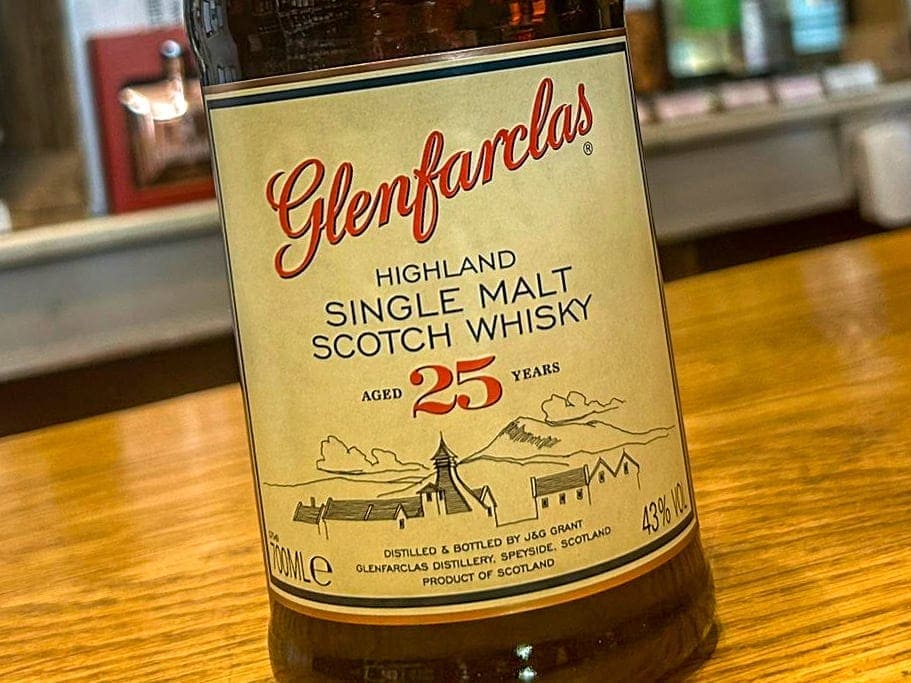 Glenfarclas
®
HIGHLAND
SINGLE MALT
SCOTCH WHISKY
AGED 25 YEARS
700MLe
43% VOL
DISTILLED & BOTTLED BY J&G GRANT
GLENFARCLAS DISTILLERY, SPEYSIDE, SCOTLAND
PRODUCT OF SCOTLAND